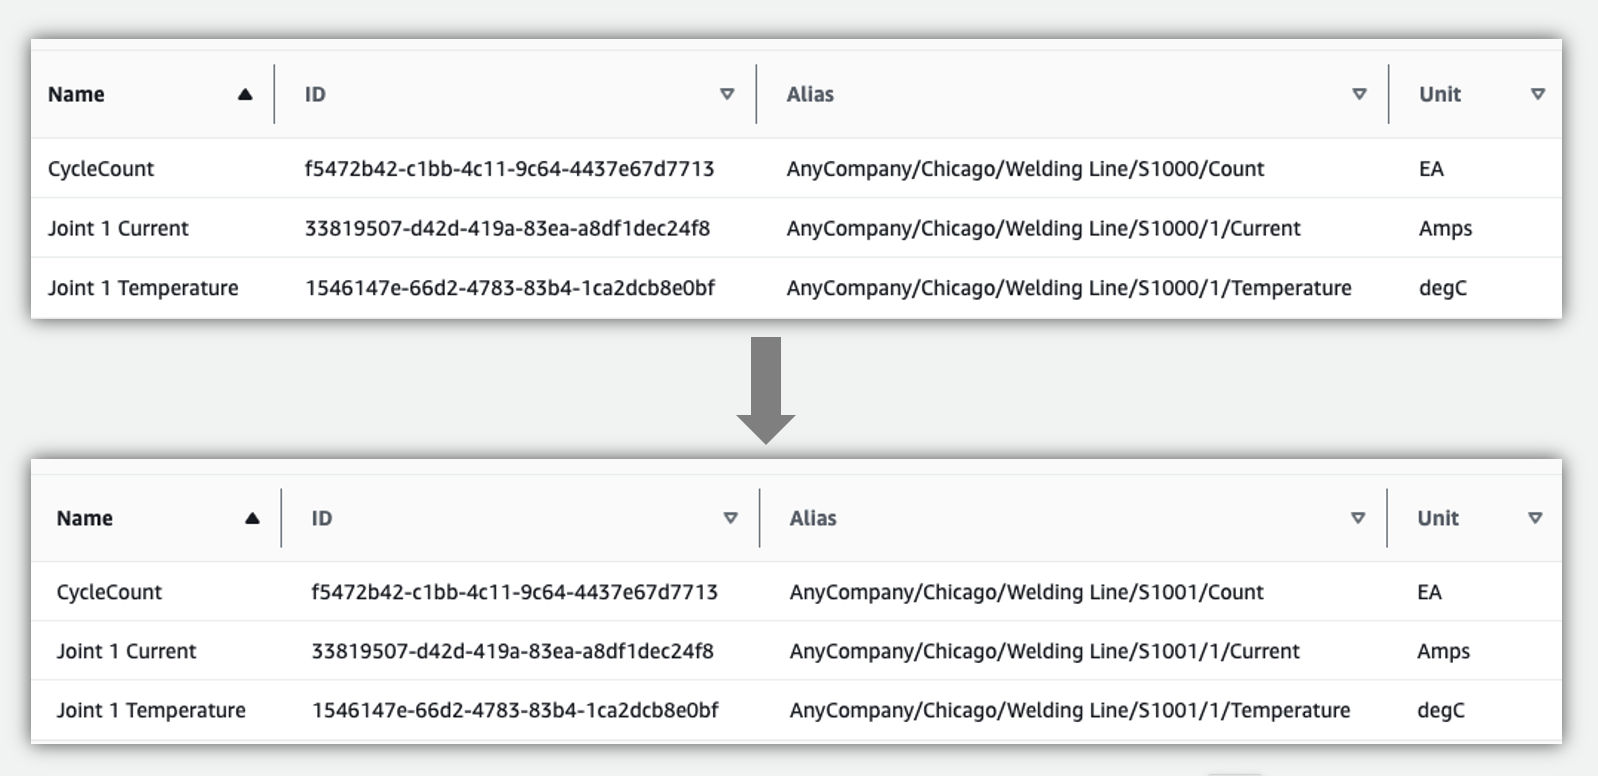 Name ID Alias Unit
CycleCount f5472b42-c1bb-4c11-9c64-4437e67d7713 AnyCompany/Chicago/Welding Line/S1000/Count EA
Joint 1 Current 33819507-d42d-419a-83ea-a8df1dec24f8 AnyCompany/Chicago/Welding Line/S1000/1/Current Amps
Joint 1 Temperature 1546147e-66d2-4783-83b4-1ca2dcb8e0bf AnyCompany/Chicago/Welding Line/S1000/1/Temperature degC
Name ID Alias Unit
CycleCount f5472b42-c1bb-4c11-9c64-4437e67d7713 AnyCompany/Chicago/Welding Line/S1001/Count EA
Joint 1 Current 33819507-d42d-419a-83ea-a8df1dec24f8 AnyCompany/Chicago/Welding Line/S1001/1/Current Amps
Joint 1 Temperature 1546147e-66d2-4783-83b4-1ca2dcb8e0bf AnyCompany/Chicago/Welding Line/S1001/1/Temperature degC